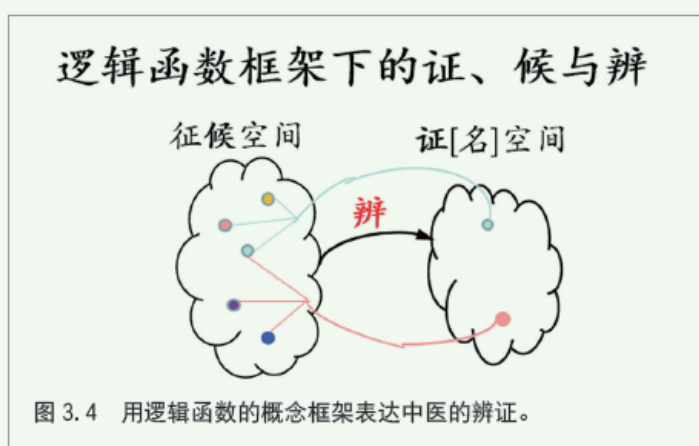 逻辑函数框架下的证、候与辨
征候空间
证[名]空间
辨
图 3.4 用逻辑函数的概念框架表达中医的辨证。